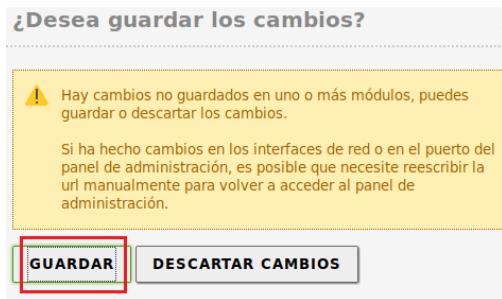 ¿Desea guardar los cambios?
Hay cambios no guardados en uno o más módulos, puedes
guardar o descartar los cambios.
Si ha hecho cambios en los interfaces de red o en el puerto del
panel de administración, es posible que necesite reescribir la
url manualmente para volver a acceder al panel de
administración.
GUARDAR DESCARTAR CAMBIOS